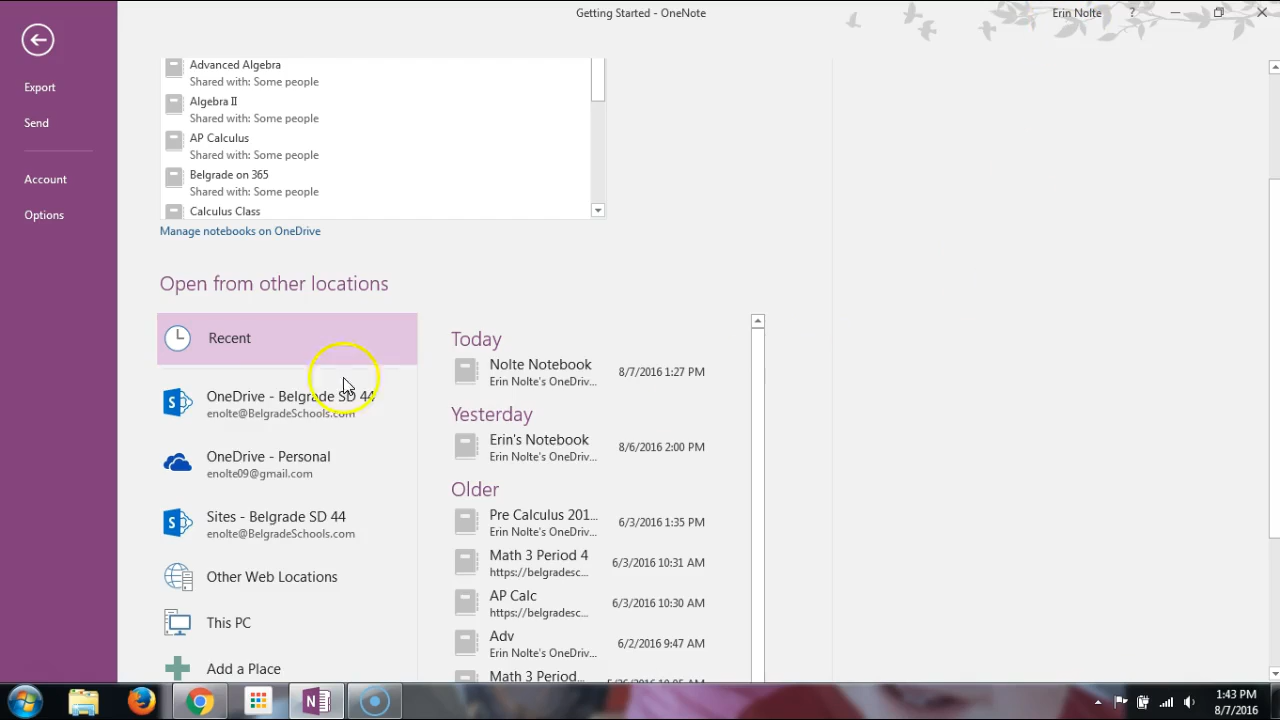 Getting Started - OneNote
Erin Nolte
?
Export
Send
Account
Options
Advanced Algebra
Shared with: Some people
Algebra II
Shared with: Some people
AP Calculus
Shared with: Some people
Belgrade on 365
Shared with: Some people
Calculus Class
Manage notebooks on OneDrive
Open from other locations
Recent
OneDrive - Belgrade SD 44
enolte@BelgradeSchools.com
OneDrive - Personal
enolte09@gmail.com
Sites - Belgrade SD 44
enolte@BelgradeSchools.com
Other Web Locations
This PC
Add a Place
Today
Nolte Notebook 8/7/2016 1:27 PM
Erin Nolte's OneDriv...
Yesterday
Erin's Notebook 8/6/2016 2:00 PM
Erin Nolte's OneDriv...
Older
Pre Calculus 201... 6/3/2016 1:35 PM
Erin Nolte's OneDriv...
Math 3 Period 4 6/3/2016 10:31 AM
https://belgradesc...
AP Calc 6/3/2016 10:30 AM
https://belgradesc...
Adv 6/2/2016 9:47 AM
Erin Nolte's OneDriv...
Math 3 Period...
1:43 PM
8/7/2016